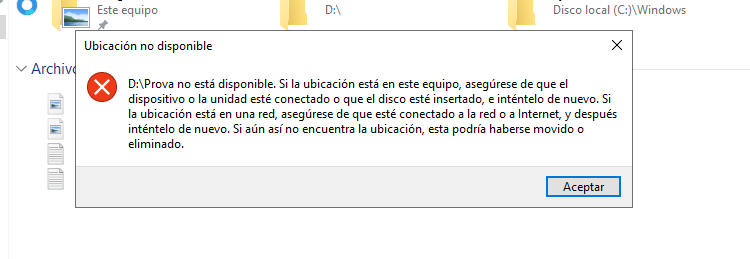 Este equipo
D:\
Disco local (C:)\Windows
Ubicación no disponible
Archivo
D:\Prova no está disponible. Si la ubicación está en este equipo, asegúrese de que el
dispositivo o la unidad esté conectado o que el disco esté insertado, e inténtelo de nuevo. Si
la ubicación está en una red, asegúrese de que esté conectado a la red o a Internet, y después
inténtelo de nuevo. Si aún así no encuentra la ubicación, esta podría haberse movido o
eliminado.
Aceptar